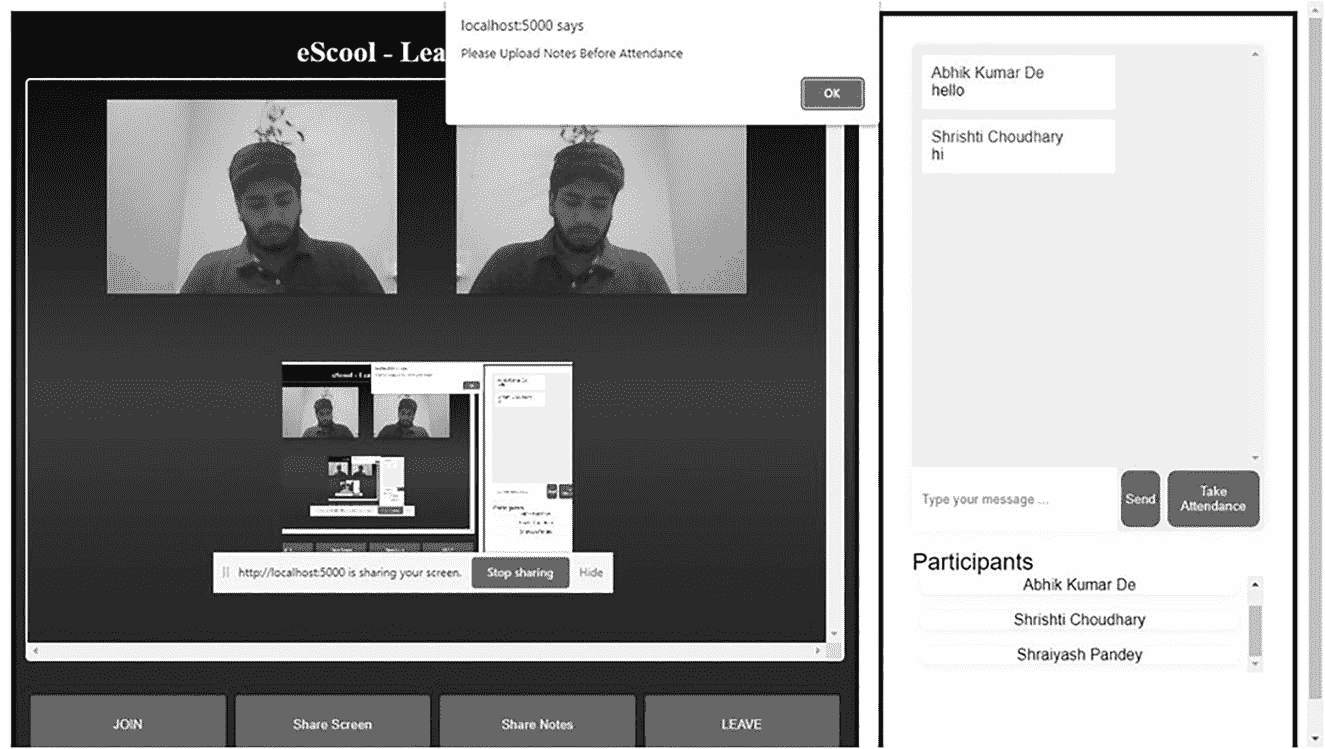 localhost:5000 says
Please Upload Notes Before Attendance
OK
eScool - Lea
Abhik Kumar De
hello
Shrishti Choudhary
hi
Type your message ...
Send
Take
Attendance
Participants
Abhik Kumar De
Shrishti Choudhary
Shraiyash Pandey
http://localhost:5000 is sharing your screen.
Stop sharing
Hide
JOIN
Share Screen
Share Notes
LEAVE